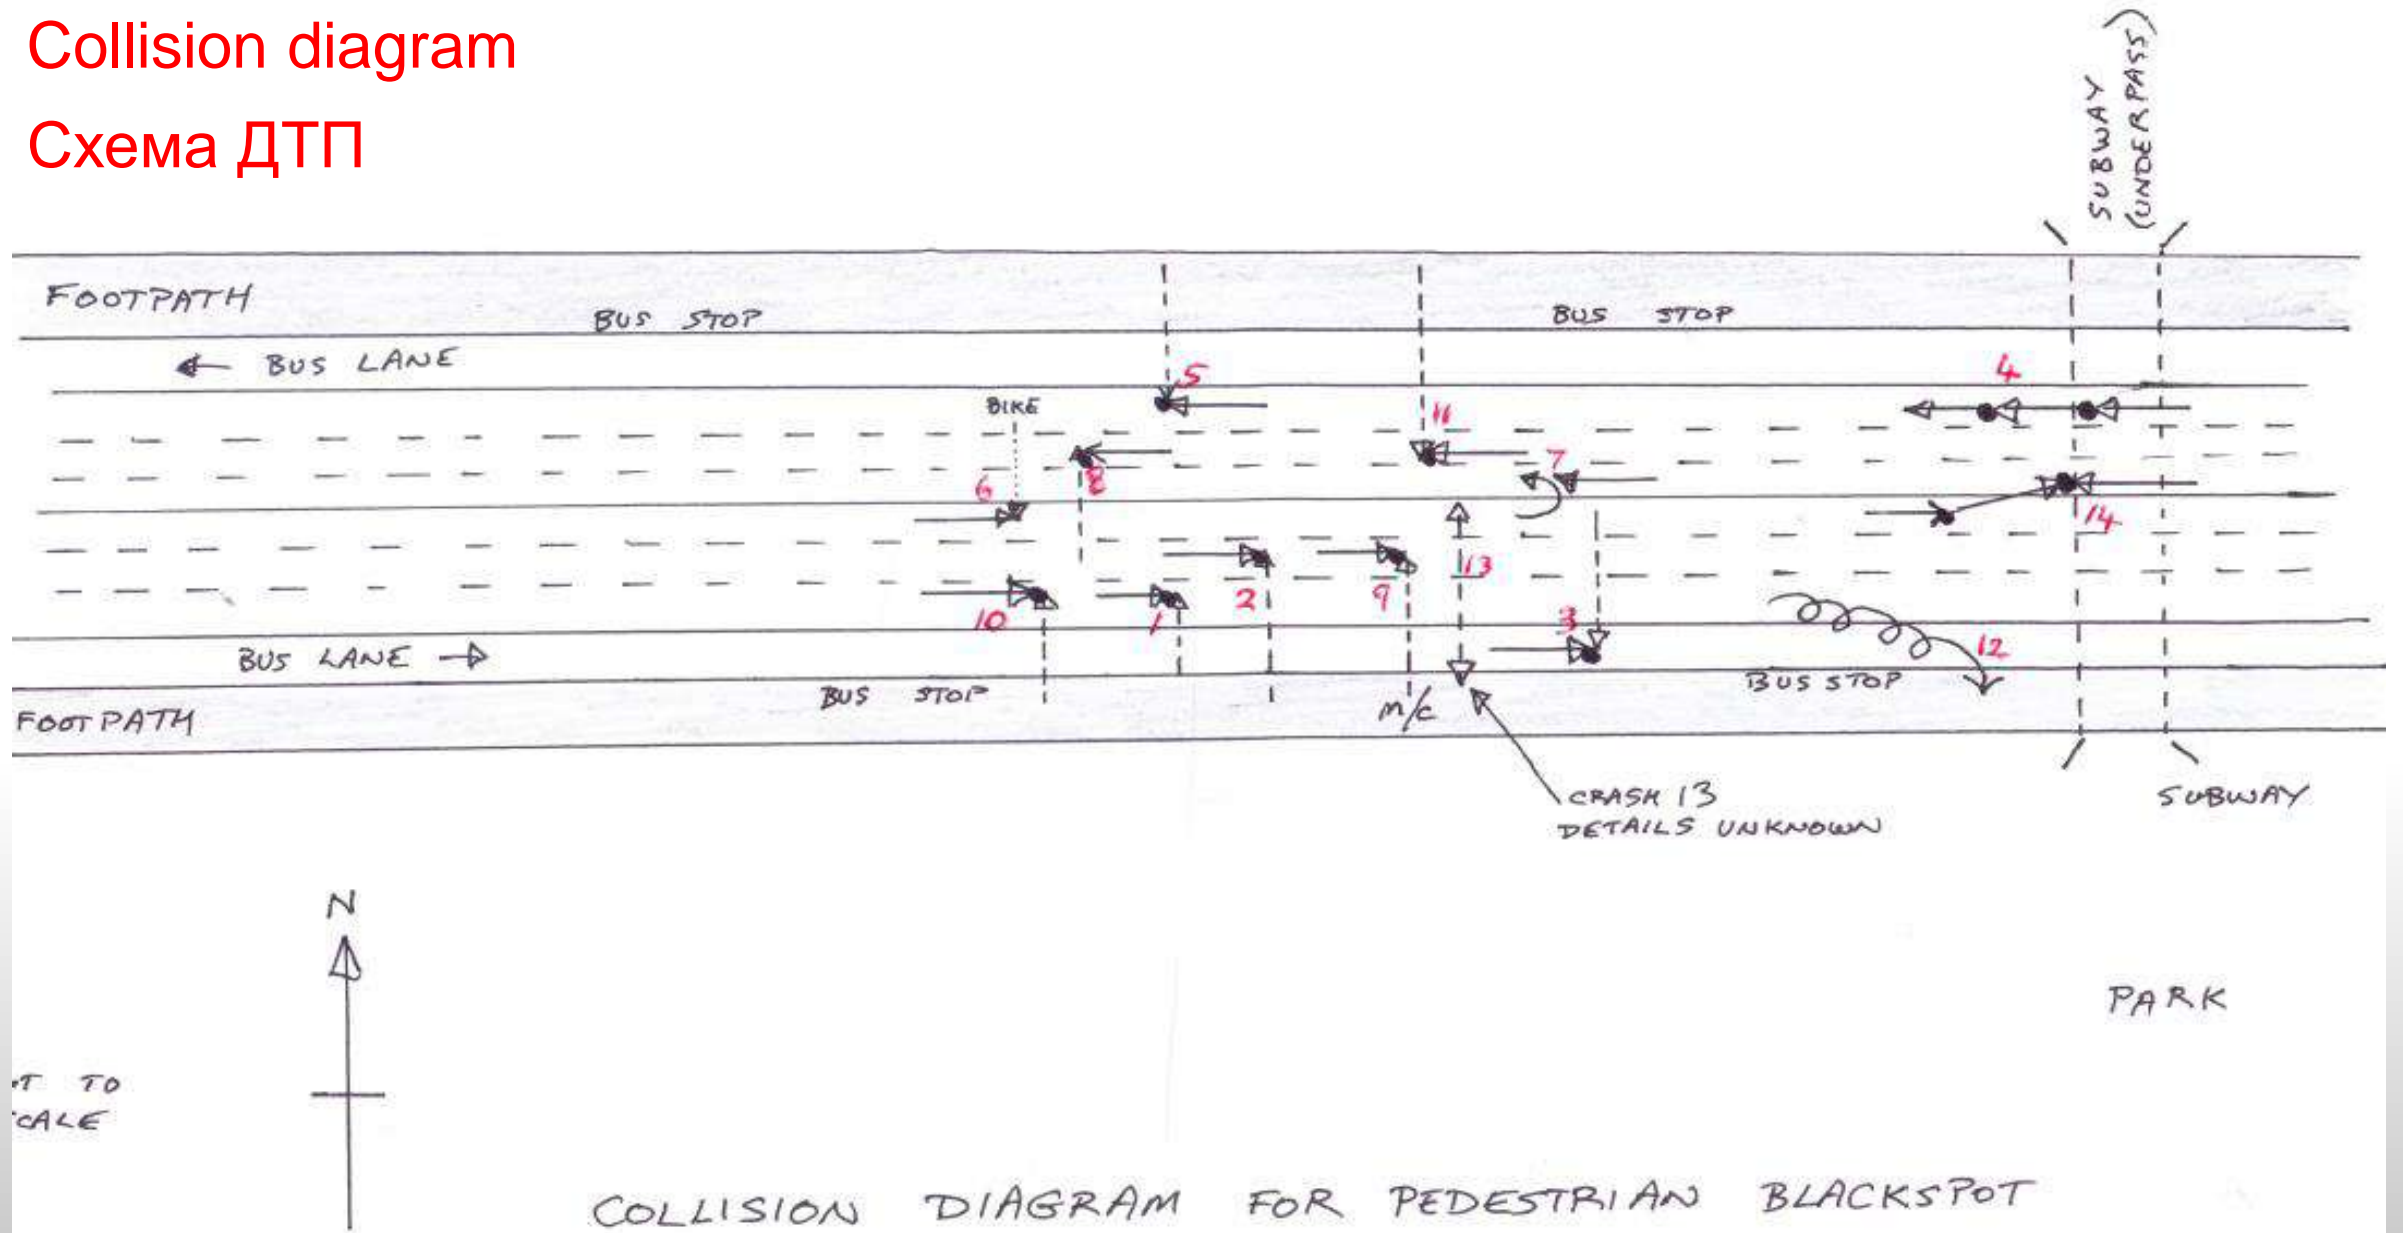 Collision diagram
Схема ДТП
SUBWAY
(UNDERPASS)
FOOTPATH
BUS STOP
BUS STOP
BUS LANE
5
4
BIKE
11
7
6
8
14
13
2
9
10
1
3
12
BUS LANE
BUS STOP
BUS STOP
FOOTPATH
m/c
CRASH 13
DETAILS UNKNOWN
SUBWAY
N
PARK
T TO
CALE
COLLISION DIAGRAM FOR PEDESTRIAN BLACKSPOT